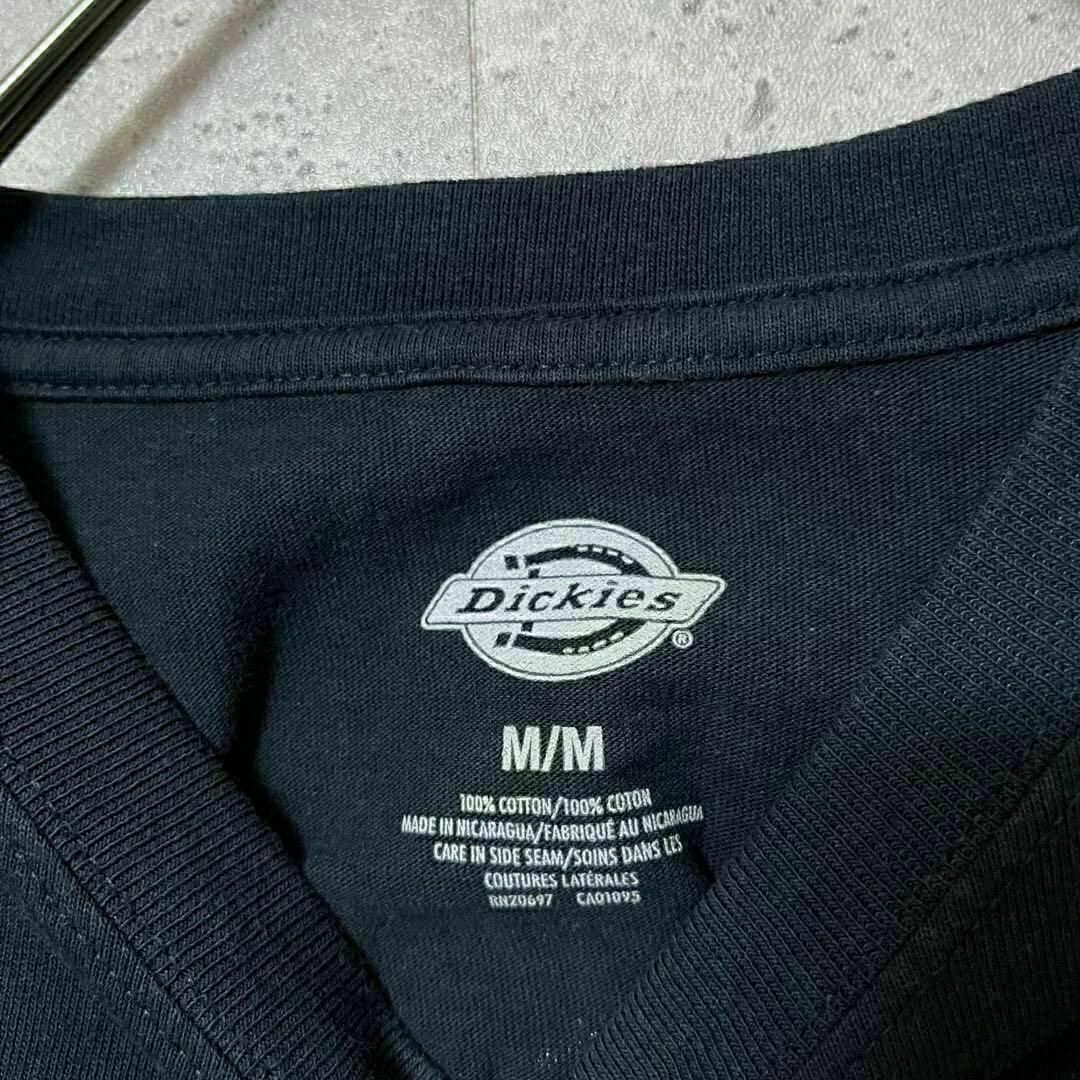 Dickies
®
M/M
100% COTTON/100% COTON
MADE IN NICARAGUA/FABRIQUÉ AU NICARAGUA
CARE IN SIDE SEAM/SOINS DANS LES
COUTURES LATÉRALES
RN20697 CA01095